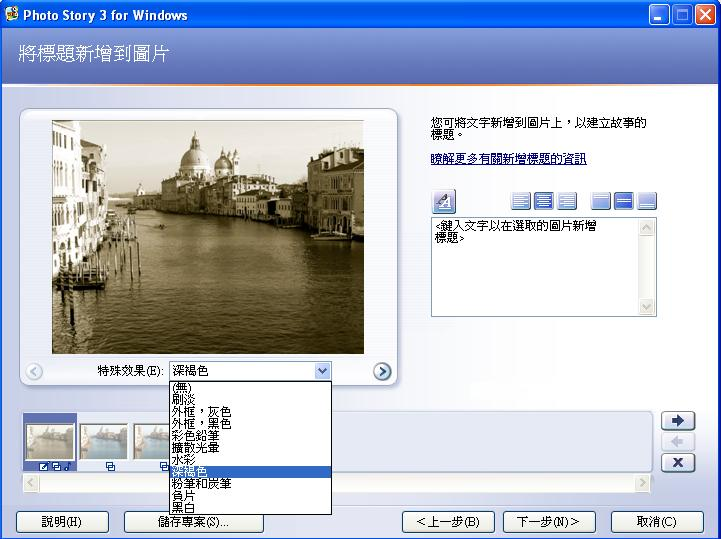 Photo Story 3 for Windows
將標題新增到圖片
您可將文字新增到圖片上，以建立故事的
標題。
瞭解更多有關新增標題的資訊
<鍵入文字以在選取的圖片新增
標題>
特殊效果(E):
深褐色
(無)
刷淡
外框，灰色
外框，黑色
彩色鉛筆
擴散光暈
水彩
深褐色
粉筆和炭筆
負片
黑白
說明(H)
儲存專案(S)...
<上一步(B)
下一步(N)>
取消(C)